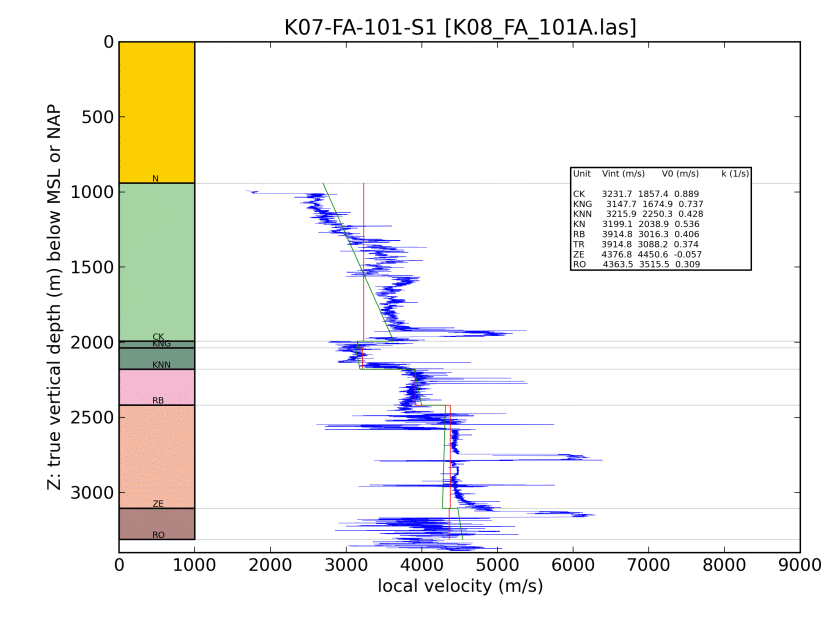 K07-FA-101-S1 [K08_FA_101A.las]
0
500
1000
1500
2000
2500
3000
Z: true vertical depth (m) below MSL or NAP
N
CK
KNG
KNN
RB
ZE
RO
Unit Vint (m/s) V0 (m/s) k (1/s)
CK 3231.7 1857.4 0.889
KNG 3147.7 1674.9 0.737
KNN 3215.9 2250.3 0.428
KN 3199.1 2038.9 0.536
RB 3914.8 3016.3 0.406
TR 3914.8 3088.2 0.374
ZE 4376.8 4450.6 -0.057
RO 4363.5 3515.5 0.309
0 1000 2000 3000 4000 5000 6000 7000 8000 9000
local velocity (m/s)